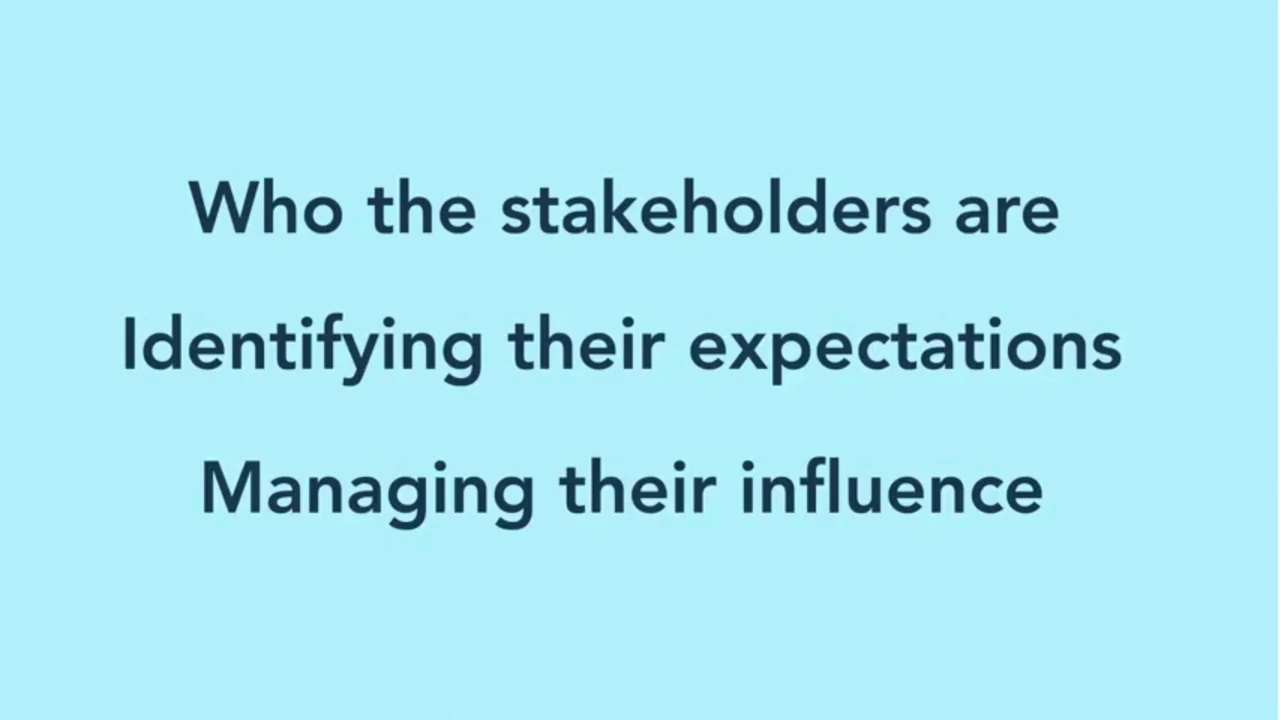 Who the stakeholders are
Identifying their expectations
Managing their influence